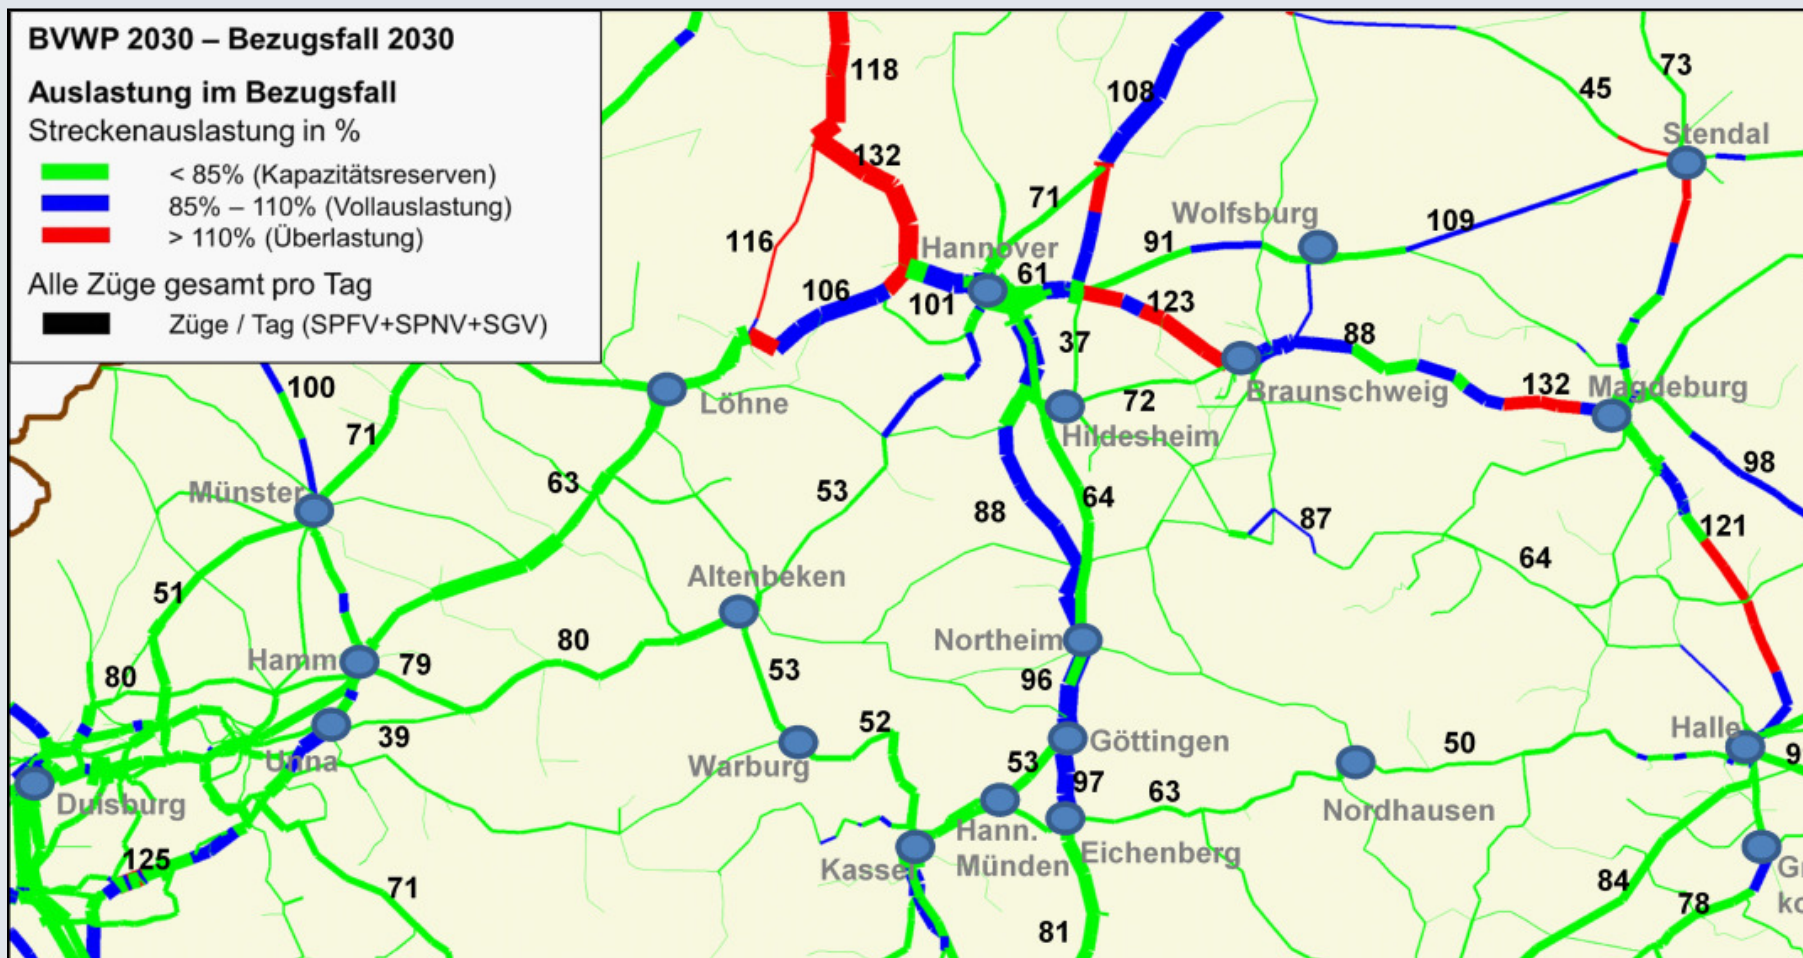 BVWP 2030 – Bezugsfall 2030
Auslastung im Bezugsfall
Streckenauslastung in %
< 85% (Kapazitätsreserven)
85% – 110% (Vollauslastung)
> 110% (Überlastung)
Alle Züge gesamt pro Tag
Züge / Tag (SPFV+SPNV+SGV)
118
108
73
45
Stendal
132
71
Wolfsburg
109
116
Hannover
91
61
106
101
123
37
88
100
Löhne
72
Braunschweig
132
Magdeburg
71
Hildesheim
Münster
63
53
64
98
88
87
121
51
Altenbeken
64
Hamm
79
80
Northeim
80
53
96
39
52
Göttingen
Halle
Unna
Warburg
50
9
53
97
63
Duisburg
Nordhausen
Hann.
Münden
Eichenberg
125
Kassel
71
84
78
Gr
ko
81